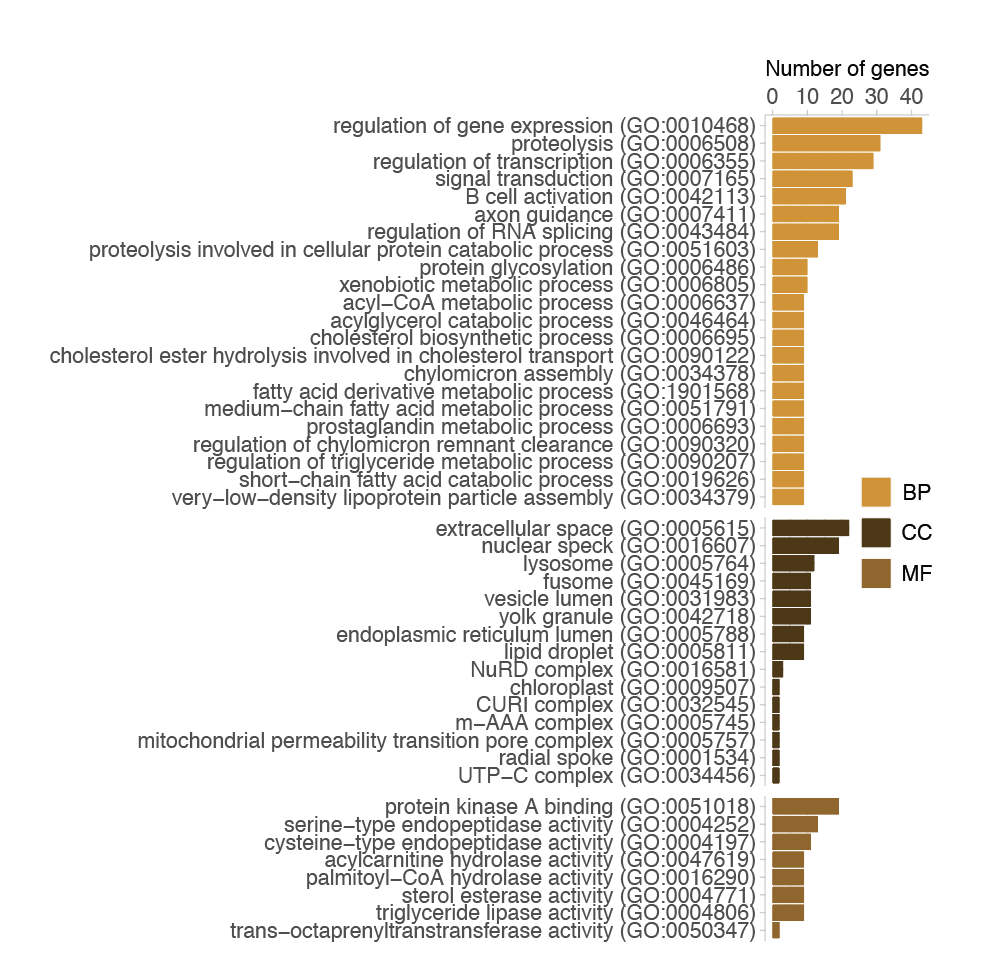 Number of genes
0 10 20 30 40
regulation of gene expression (GO:0010468)
proteolysis (GO:0006508)
regulation of transcription (GO:0006355)
signal transduction (GO:0007165)
B cell activation (GO:0042113)
axon guidance (GO:0007411)
regulation of RNA splicing (GO:0043484)
proteolysis involved in cellular protein catabolic process (GO:0051603)
protein glycosylation (GO:0006486)
xenobiotic metabolic process (GO:0006805)
acyl−CoA metabolic process (GO:0006637)
acylglycerol catabolic process (GO:0046464)
cholesterol biosynthetic process (GO:0006695)
cholesterol ester hydrolysis involved in cholesterol transport (GO:0090122)
chylomicron assembly (GO:0034378)
fatty acid derivative metabolic process (GO:1901568)
medium−chain fatty acid metabolic process (GO:0051791)
prostaglandin metabolic process (GO:0006693)
regulation of chylomicron remnant clearance (GO:0090320)
regulation of triglyceride metabolic process (GO:0090207)
short−chain fatty acid catabolic process (GO:0019626)
very−low−density lipoprotein particle assembly (GO:0034379)
BP
extracellular space (GO:0005615)
CC
nuclear speck (GO:0016607)
lysosome (GO:0005764)
MF
fusome (GO:0045169)
vesicle lumen (GO:0031983)
yolk granule (GO:0042718)
endoplasmic reticulum lumen (GO:0005788)
lipid droplet (GO:0005811)
NuRD complex (GO:0016581)
chloroplast (GO:0009507)
CURI complex (GO:0032545)
m−AAA complex (GO:0005745)
mitochondrial permeability transition pore complex (GO:0005757)
radial spoke (GO:0001534)
UTP−C complex (GO:0034456)
protein kinase A binding (GO:0051018)
serine−type endopeptidase activity (GO:0004252)
cysteine−type endopeptidase activity (GO:0004197)
acylcarnitine hydrolase activity (GO:0047619)
palmitoyl−CoA hydrolase activity (GO:0016290)
sterol esterase activity (GO:0004771)
triglyceride lipase activity (GO:0004806)
trans−octaprenyltranstransferase activity (GO:0050347)